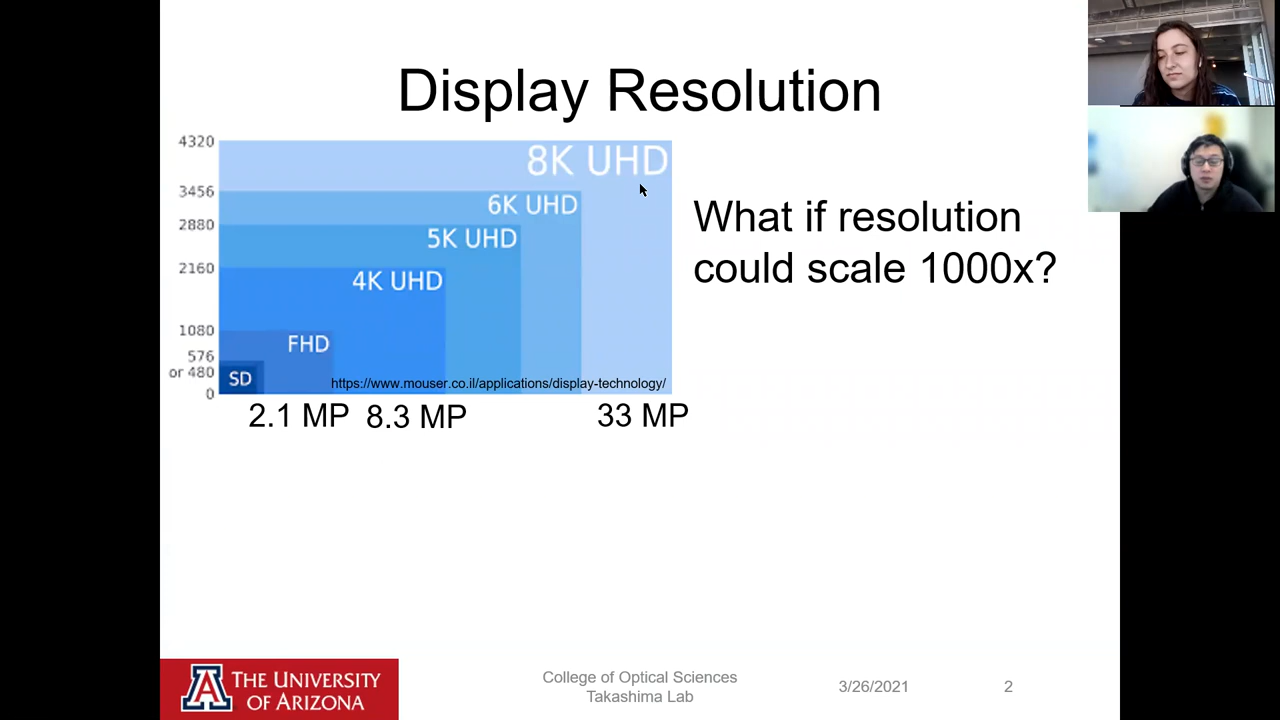 Display Resolution
4320
8K UHD
3456
6K UHD
2880
5K UHD
2160
4K UHD
1080
FHD
576
or 480
SD
0
https://www.mouser.co.il/applications/display-technology/
2.1 MP
8.3 MP
33 MP
What if resolution
could scale 1000x?
THE UNIVERSITY
OF ARIZONA
College of Optical Sciences
Takashima Lab
3/26/2021
2